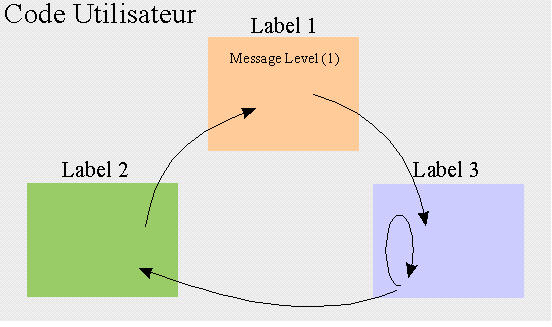 Code Utilisateur
Label 1
Message Level (1)
Label 2
Label 3